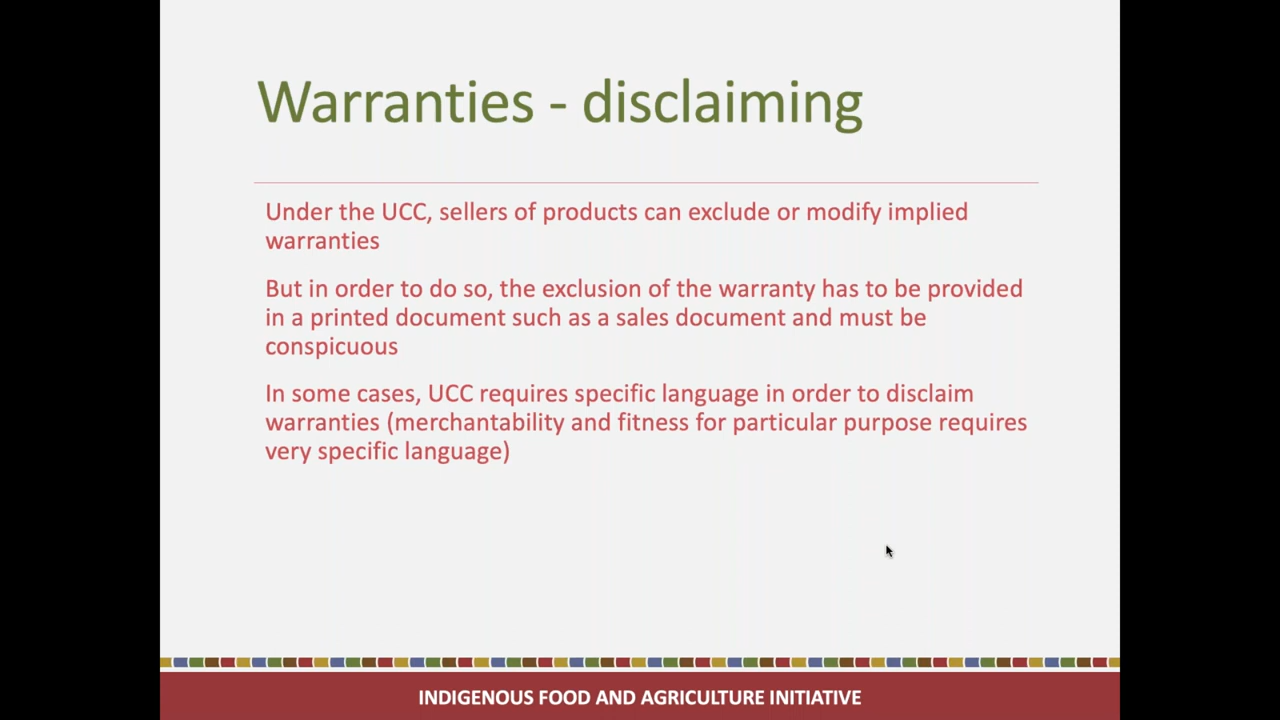 Warranties - disclaiming
Under the UCC, sellers of products can exclude or modify implied
warranties
But in order to do so, the exclusion of the warranty has to be provided
in a printed document such as a sales document and must be
conspicuous
In some cases, UCC requires specific language in order to disclaim
warranties (merchantability and fitness for particular purpose requires
very specific language)
INDIGENOUS FOOD AND AGRICULTURE INITIATIVE